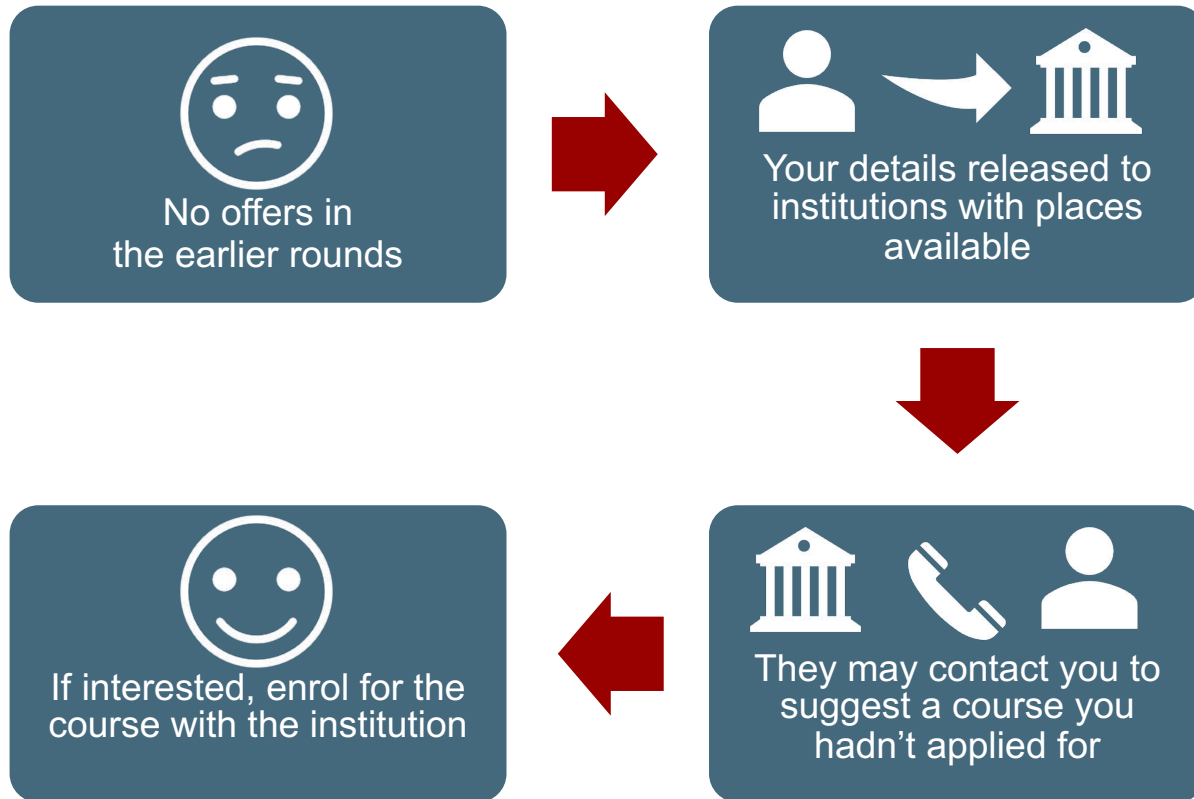 No offers in
the earlier rounds
Your details released to
institutions with places
available
They may contact you to
suggest a course you
hadn’t applied for
If interested, enrol for the
course with the institution